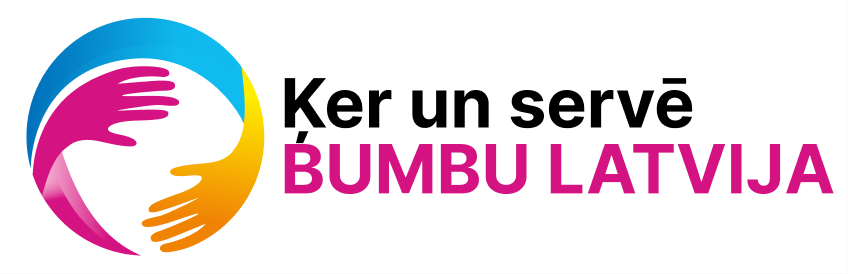 Ķer un servē
BUMBU LATVIJA